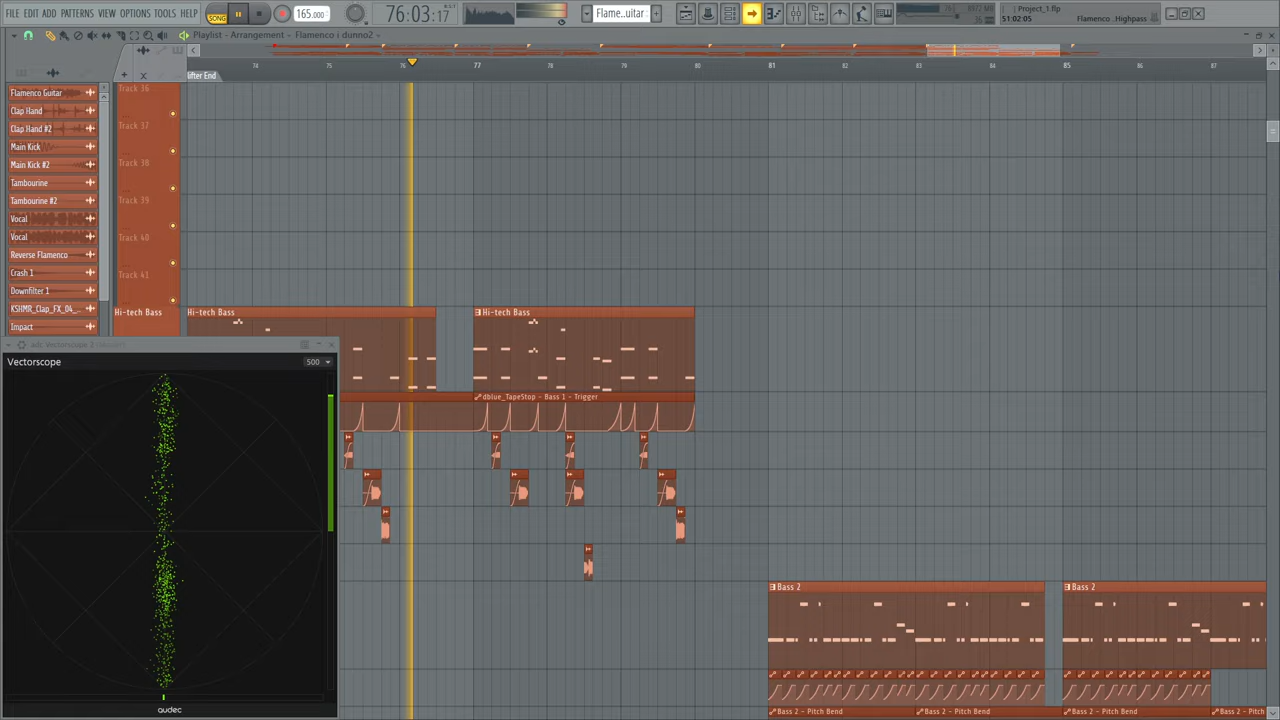 FILE EDIT ADD PATTERNS VIEW OPTIONS TOOLS HELP
SONG
165.000
76:03:17
Flame..uitar
Project_1.flp
51:02:05
Flamenco ..Highpass
Playlist - Arrangement - Flamenco i dunno2
74 75 76 77 78 79 80 81 82 83 84 85 86 87
lifter End
Flamenco Guitar
Clap Hand
Clap Hand #2
Main Kick
Main Kick #2
Tambourine
Tambourine #2
Vocal
Vocal
Reverse Flamenco
Crash 1
Downfilter 1
KSHMR_Clap_FX_04_..
Impact
Track 36
Track 37
Track 38
Track 39
Track 40
Track 41
Hi-tech Bass
Hi-tech Bass
Hi-tech Bass
dblue_TapeStop - Bass 1 - Trigger
Vectorscope
500
audec
Bass 2
Bass 2
Bass 2 - Pitch Bend
Bass 2 - Pitch Bend
Bass 2 - Pitch Bend
Bass 2 - Pitch